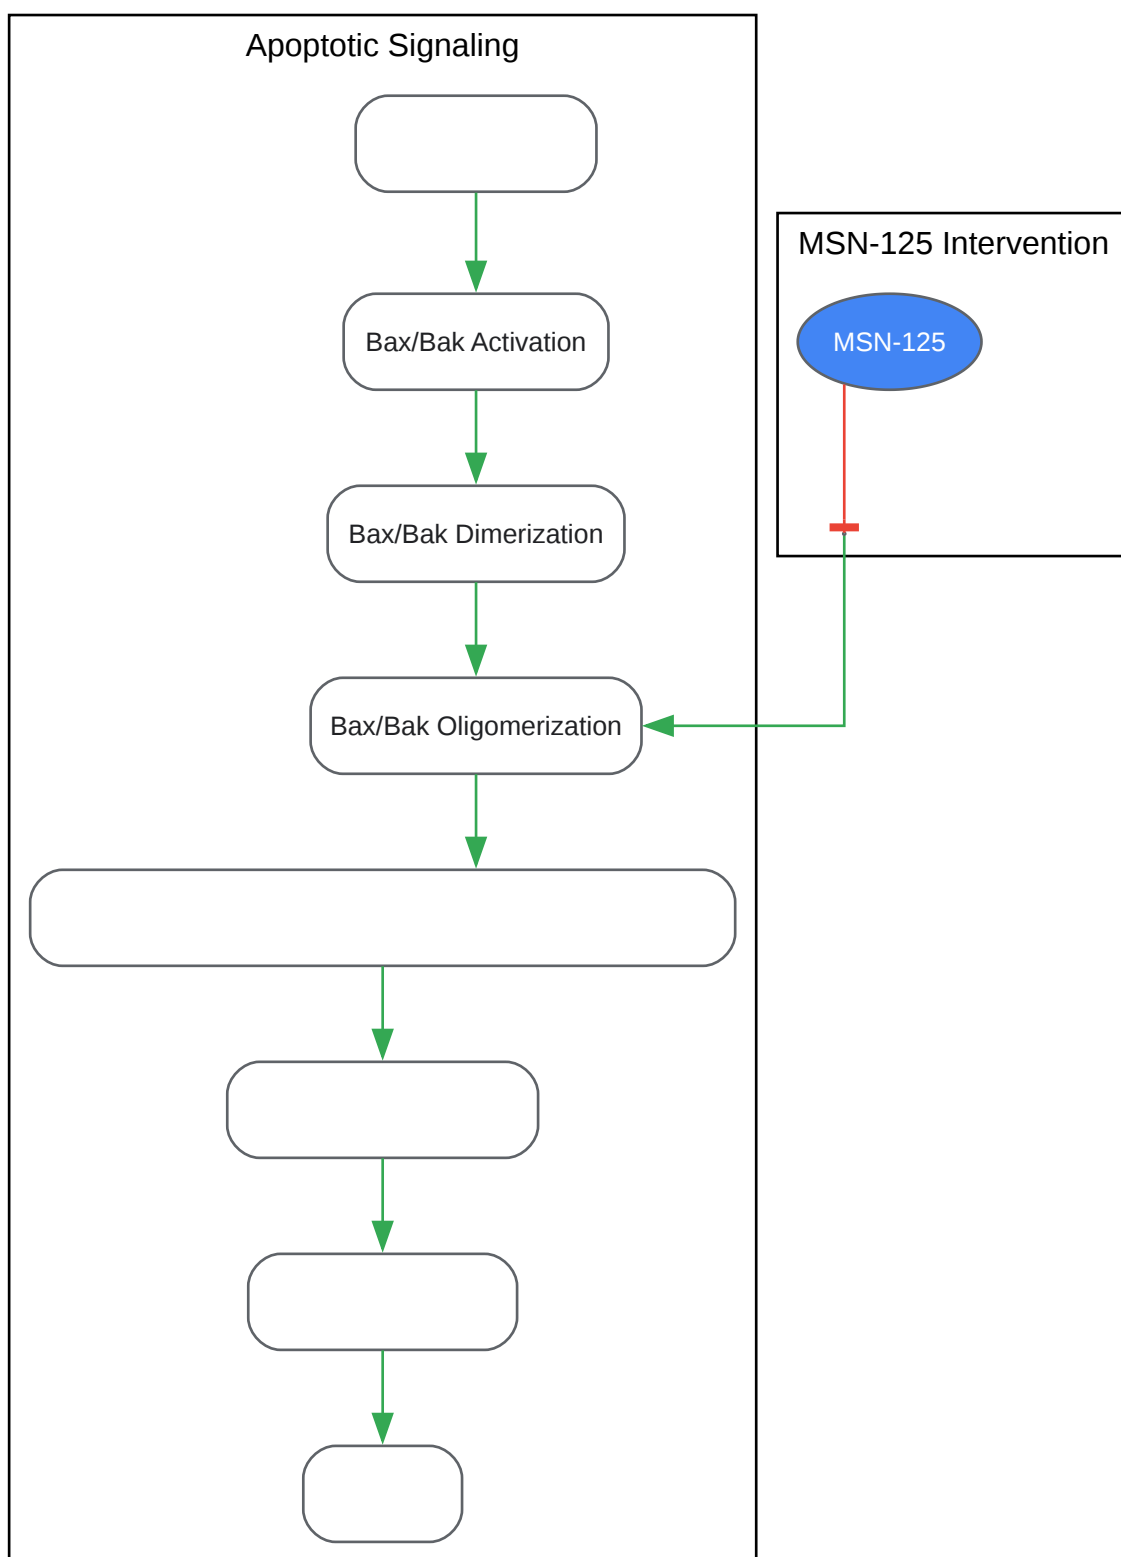 Apoptotic Signaling
MSN-125 Intervention
Bax/Bak Activation
MSN-125
Bax/Bak Dimerization
Bax/Bak Oligomerization